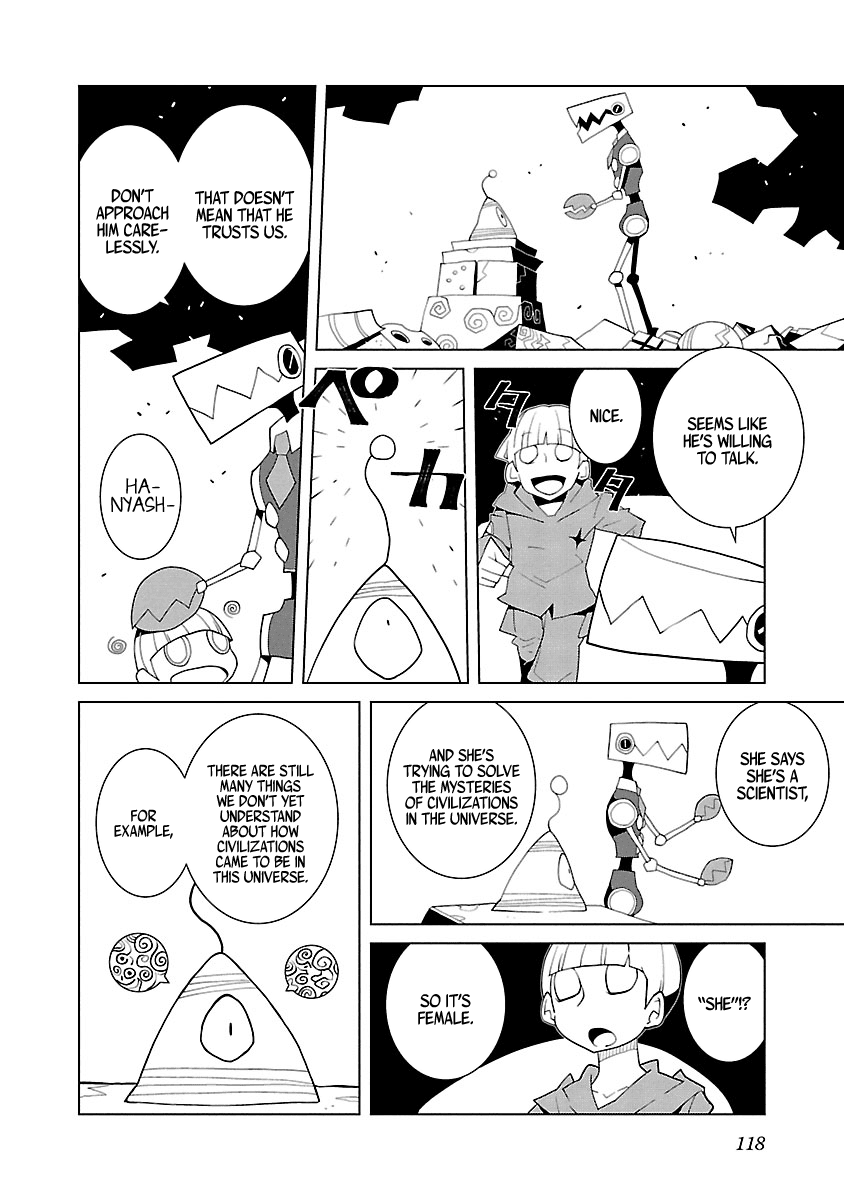 SEEMS LIKE
HE'S WILLING
TO TALK.
NICE.
タ
タ
ペ
カ
THAT DOESN'T
MEAN THAT HE
TRUSTS US.
DON'T
APPROACH
HIM CARE-
LESSLY.
HA-
NYASH-
SHE SAYS
SHE'S A
SCIENTIST,
AND SHE'S
TRYING TO SOLVE
THE MYSTERIES
OF CIVILIZATIONS
IN THE UNIVERSE.
"SHE"!?
SO IT'S
FEMALE.
THERE ARE STILL
MANY THINGS
WE DON'T YET
UNDERSTAND
ABOUT HOW
CIVILIZATIONS
CAME TO BE IN
THIS UNIVERSE.
FOR
EXAMPLE,
118